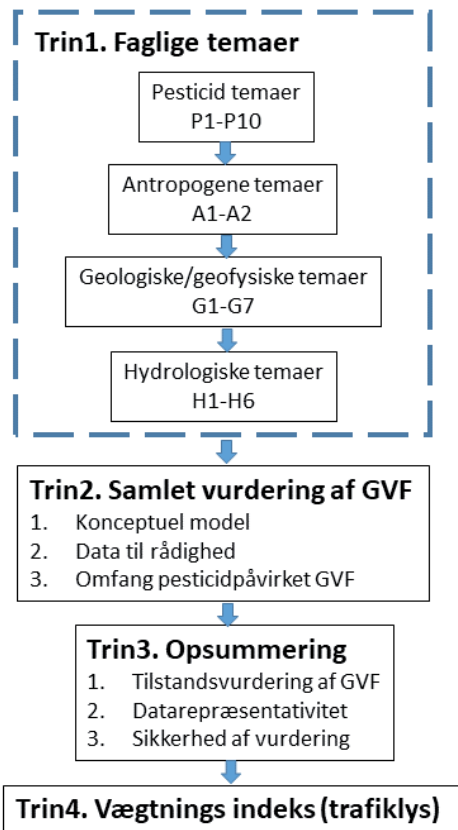 Trin1. Faglige temaer
Pesticid temaer
P1-P10
Antropogene temaer
A1-A2
Geologiske/geofysiske temaer
G1-G7
Hydrologiske temaer
H1-H6
Trin2. Samlet vurdering af GVF
1. Konceptuel model
2. Data til rådighed
3. Omfang pesticidpåvirket GVF
Trin3. Opsummering
1. Tilstandsvurdering af GVF
2. Datarepræsentativitet
3. Sikkerhed af vurdering
Trin4. Vægtnings indeks (trafiklys)